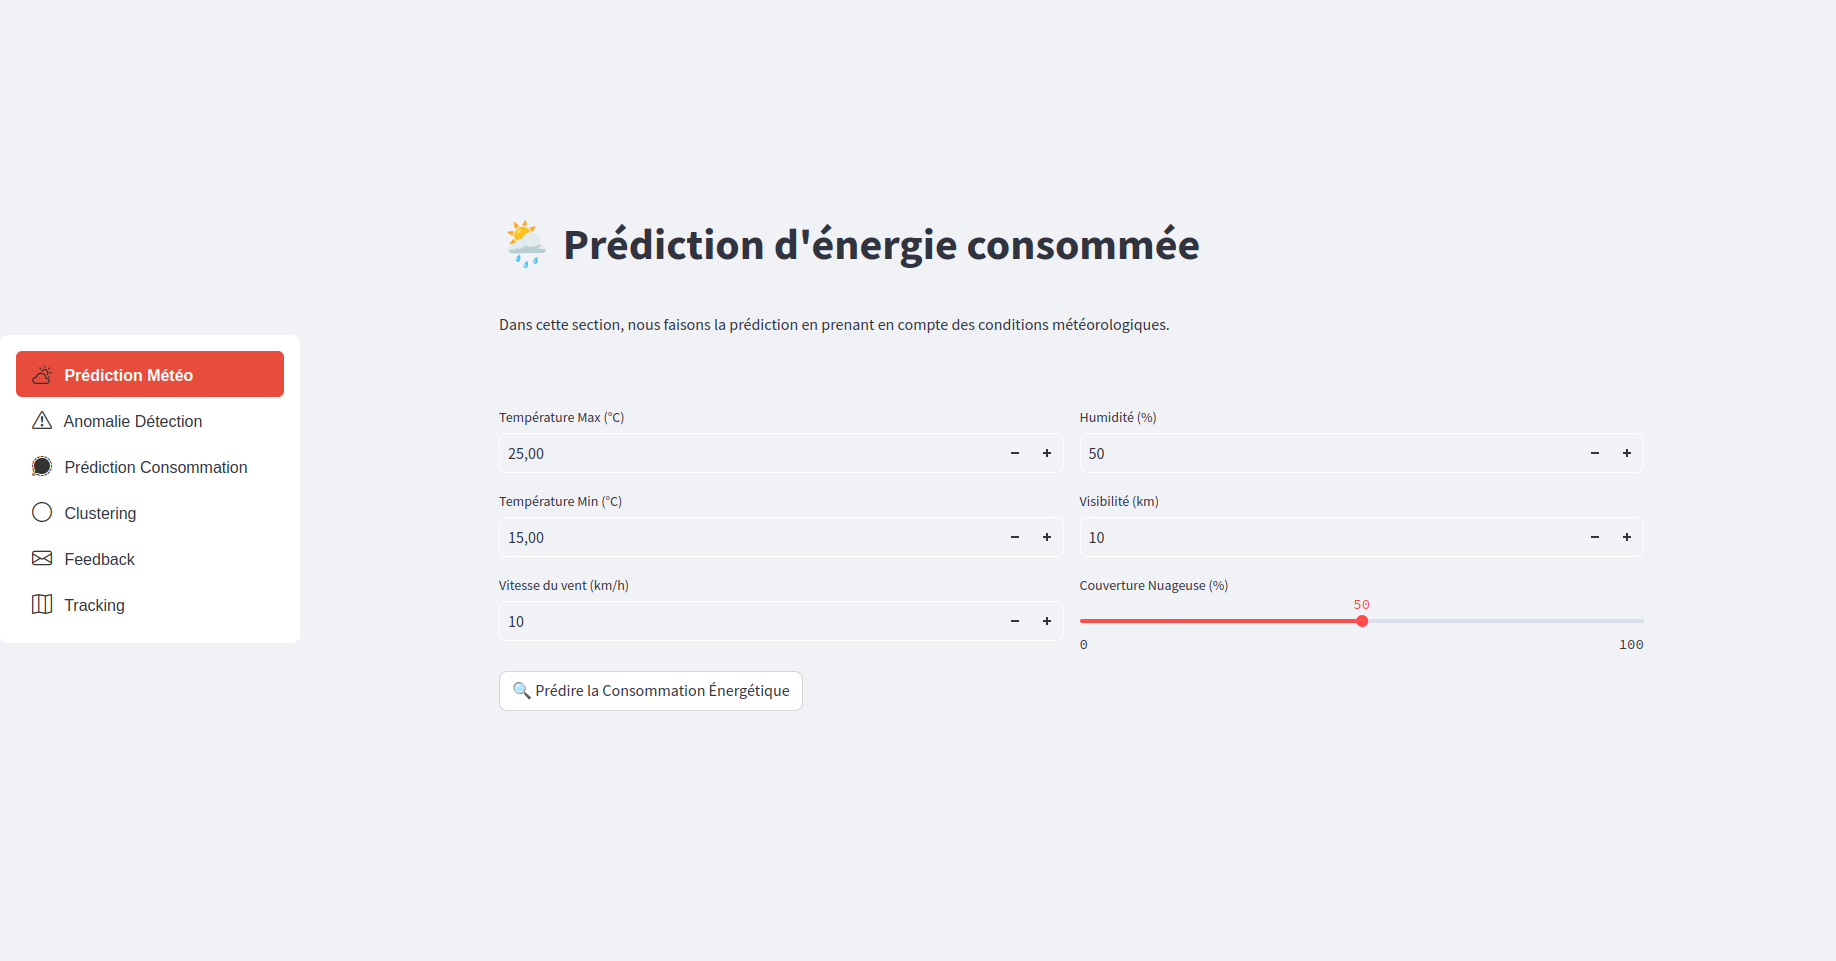 Prédiction Météo
Anomalie Détection
Prédiction Consommation
Clustering
Feedback
Tracking
Prédiction d'énergie consommée
Dans cette section, nous faisons la prédiction en prenant en compte des conditions météorologiques.
Température Max (°C)
25,00
Température Min (°C)
15,00
Vitesse du vent (km/h)
10
Humidité (%)
50
Visibilité (km)
10
Couverture Nuageuse (%)
50
0 100
Prédire la Consommation Énergétique